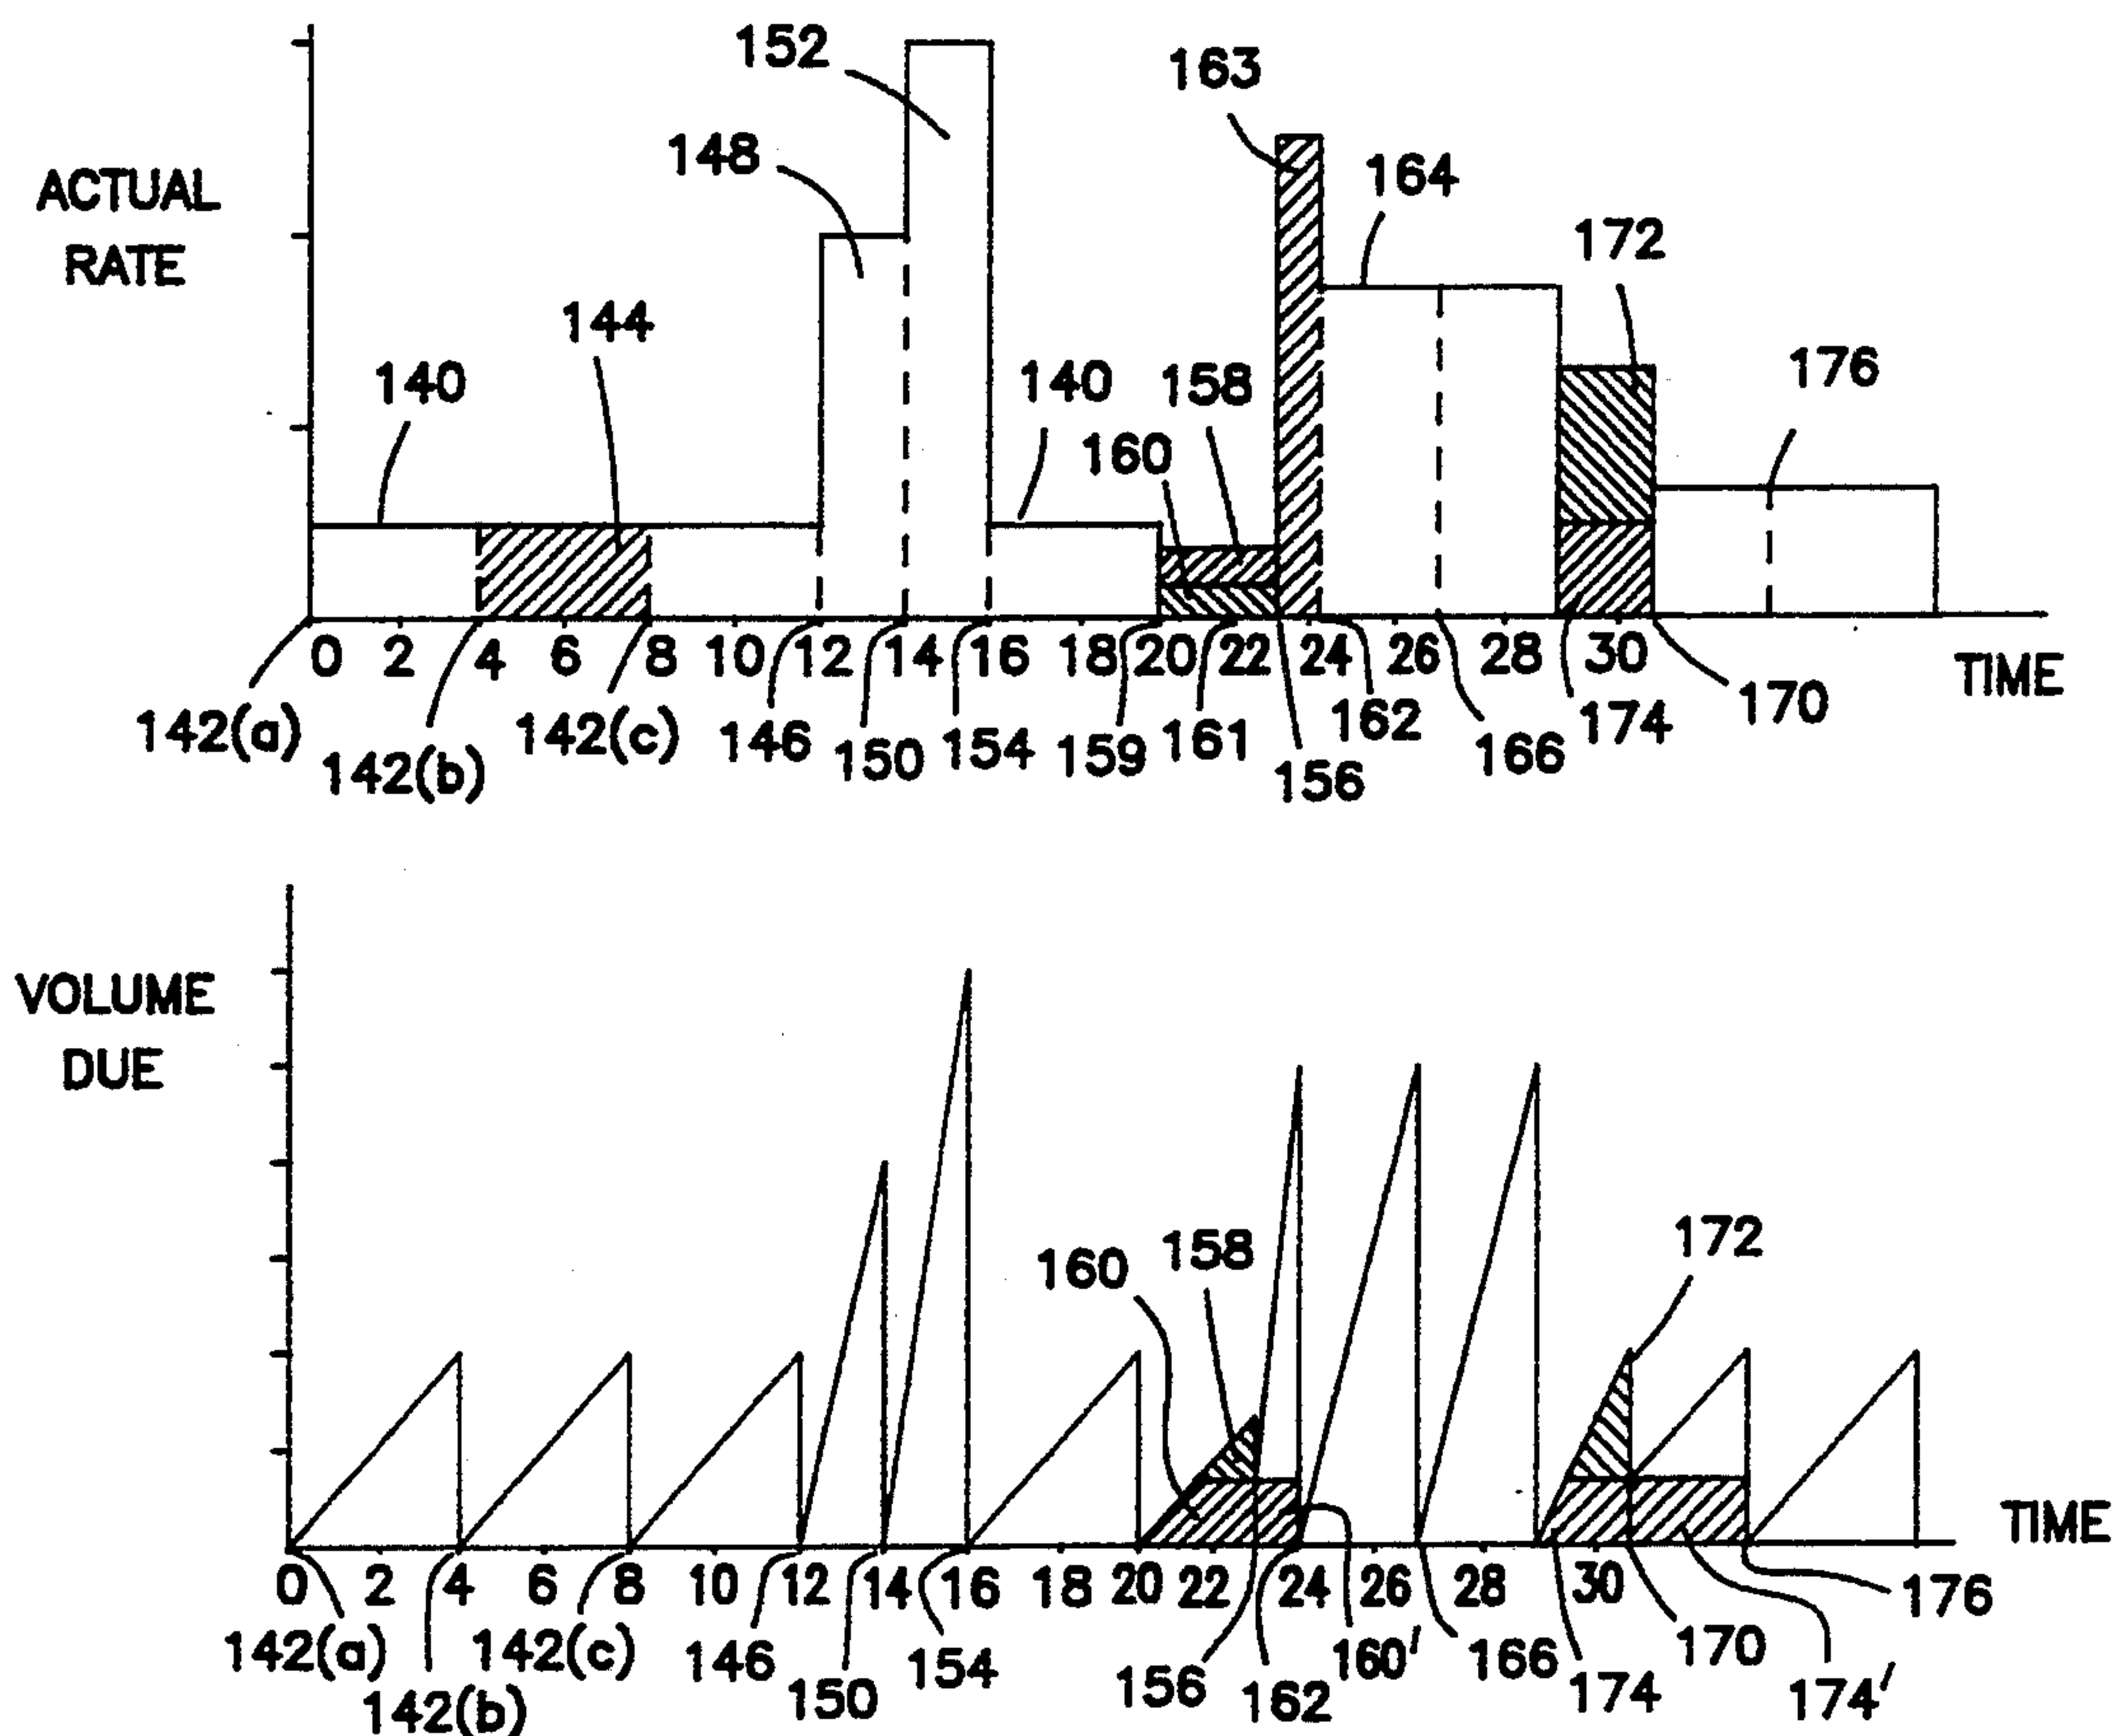 152
163
148
164
ACTUAL
RATE
172
144
140
140
158
176
160
0 2 4 6 8 10 12 14 16 18 20 22 24 26 28 30
TIME
142(a)
142(b)
142(c)
146
150
154
159
161
156
162
166
174
170
VOLUME
DUE
172
158
160
TIME
0 2 4 6 8 10 12 14 16 18 20 22 24 26 28 30
142(a)
142(b)
142(c)
146
150
154
156
162
160'
166
174
170
174'
176